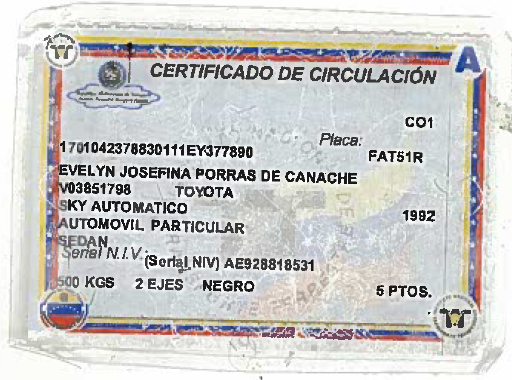 CERTIFICADO DE CIRCULACIÓN
A
CO1
Placa:
1701042378830111EY377890
FAT51R
EVELYN JOSEFINA PORRAS DE CANACHE
V03851798 TOYOTA
SKY AUTOMATICO
1992
AUTOMOVIL PARTICULAR
SEDAN
Serial N.I.V:
(Serial NIV) AE928818531
500 KGS 2 EJES NEGRO
5 PTOS.